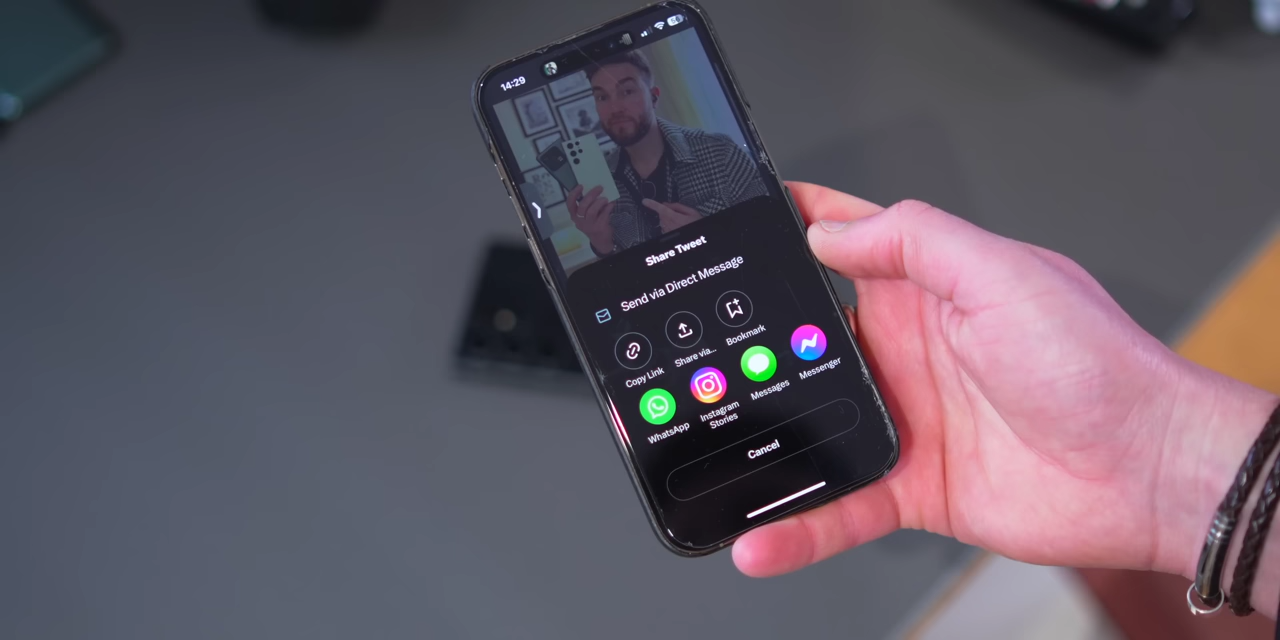 14:29
Share Tweet
Send via Direct Message
Copy Link
Share via...
Bookmark
WhatsApp
Instagram
Stories
Messages
Messenger
Cancel